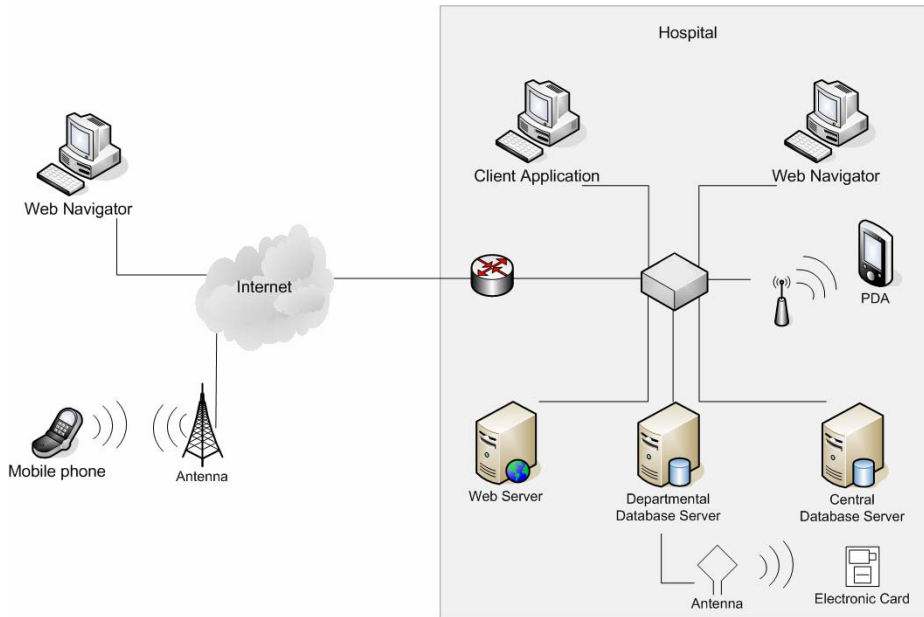 Hospital
Client Application
Web Navigator
Web Navigator
Internet
PDA
Mobile phone
Antenna
Web Server
Departmental
Database Server
Central
Database Server
Antenna
Electronic Card